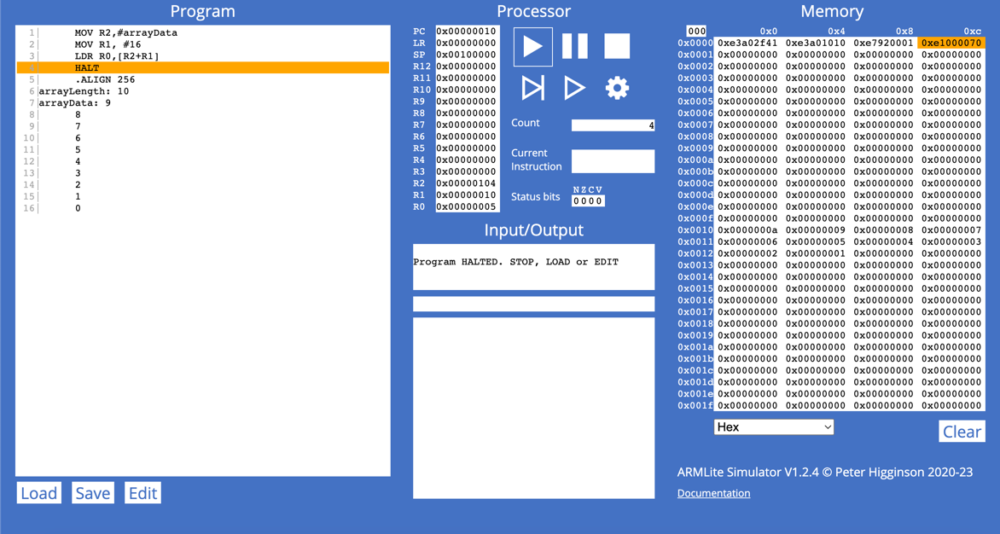 Program
1| MOV R2,#arrayData
2| MOV R1, #16
3| LDR R0,[R2+R1]
4| HALT
5| .ALIGN 256
6|arrayLength: 10
7|arrayData: 9
8| 8
9| 7
10| 6
11| 5
12| 4
13| 3
14| 2
15| 1
16| 0
Load Save Edit
Processor
PC 0x00000010
LR 0x00000000
SP 0x00100000
R12 0x00000000
R11 0x00000000
R10 0x00000000
R9 0x00000000
R8 0x00000000
R7 0x00000000
R6 0x00000000
R5 0x00000000
R4 0x00000000
R3 0x00000000
R2 0x00000104
R1 0x00000010
R0 0x00000005
Count 4
Current
Instruction
N Z C V
Status bits 0 0 0 0
Input/Output
Program HALTED. STOP, LOAD or EDIT
Memory
000 0x0 0x4 0x8 0xc
0x0000 0xe3a02f41 0xe3a01010 0xe7920001 0xe1000070
0x0001 0x00000000 0x00000000 0x00000000 0x00000000
0x0002 0x00000000 0x00000000 0x00000000 0x00000000
0x0003 0x00000000 0x00000000 0x00000000 0x00000000
0x0004 0x00000000 0x00000000 0x00000000 0x00000000
0x0005 0x00000000 0x00000000 0x00000000 0x00000000
0x0006 0x00000000 0x00000000 0x00000000 0x00000000
0x0007 0x00000000 0x00000000 0x00000000 0x00000000
0x0008 0x00000000 0x00000000 0x00000000 0x00000000
0x0009 0x00000000 0x00000000 0x00000000 0x00000000
0x000a 0x00000000 0x00000000 0x00000000 0x00000000
0x000b 0x00000000 0x00000000 0x00000000 0x00000000
0x000c 0x00000000 0x00000000 0x00000000 0x00000000
0x000d 0x00000000 0x00000000 0x00000000 0x00000000
0x000e 0x00000000 0x00000000 0x00000000 0x00000000
0x000f 0x00000000 0x00000000 0x00000000 0x00000000
0x0010 0x0000000a 0x00000009 0x00000008 0x00000007
0x0011 0x00000006 0x00000005 0x00000004 0x00000003
0x0012 0x00000002 0x00000001 0x00000000 0x00000000
0x0013 0x00000000 0x00000000 0x00000000 0x00000000
0x0014 0x00000000 0x00000000 0x00000000 0x00000000
0x0015 0x00000000 0x00000000 0x00000000 0x00000000
0x0016 0x00000000 0x00000000 0x00000000 0x00000000
0x0017 0x00000000 0x00000000 0x00000000 0x00000000
0x0018 0x00000000 0x00000000 0x00000000 0x00000000
0x0019 0x00000000 0x00000000 0x00000000 0x00000000
0x001a 0x00000000 0x00000000 0x00000000 0x00000000
0x001b 0x00000000 0x00000000 0x00000000 0x00000000
0x001c 0x00000000 0x00000000 0x00000000 0x00000000
0x001d 0x00000000 0x00000000 0x00000000 0x00000000
0x001e 0x00000000 0x00000000 0x00000000 0x00000000
0x001f 0x00000000 0x00000000 0x00000000 0x00000000
Hex Clear
ARMLite Simulator V1.2.4 © Peter Higginson 2020-23
Documentation